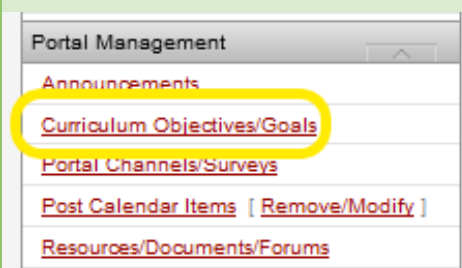 Portal Management
Announcements
Curriculum Objectives/Goals
Portal Channels/Surveys
Post Calendar Items [ Remove/Modify ]
Resources/Documents/Forums